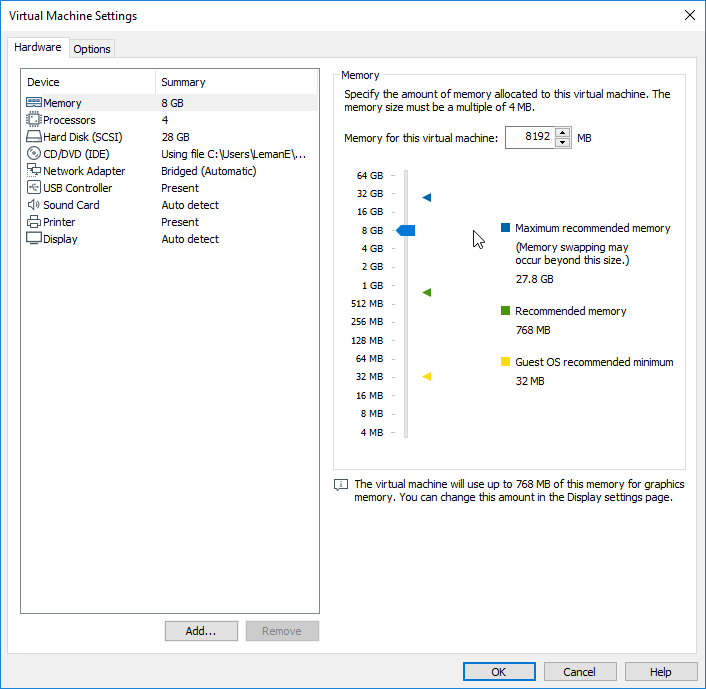 Virtual Machine Settings
Hardware
Options
Device Summary
Memory 8 GB
Processors 4
Hard Disk (SCSI) 28 GB
CD/DVD (IDE) Using file C:\Users\LemanE\...
Network Adapter Bridged (Automatic)
USB Controller Present
Sound Card Auto detect
Printer Present
Display Auto detect
Add...
Remove
Memory
Specify the amount of memory allocated to this virtual machine. The
memory size must be a multiple of 4 MB.
Memory for this virtual machine: 8192 MB
64 GB
32 GB
16 GB
8 GB
4 GB
2 GB
1 GB
512 MB
256 MB
128 MB
64 MB
32 MB
16 MB
8 MB
4 MB
Maximum recommended memory
(Memory swapping may
occur beyond this size.)
27.8 GB
Recommended memory
768 MB
Guest OS recommended minimum
32 MB
The virtual machine will use up to 768 MB of this memory for graphics
memory. You can change this amount in the Display settings page.
OK
Cancel
Help